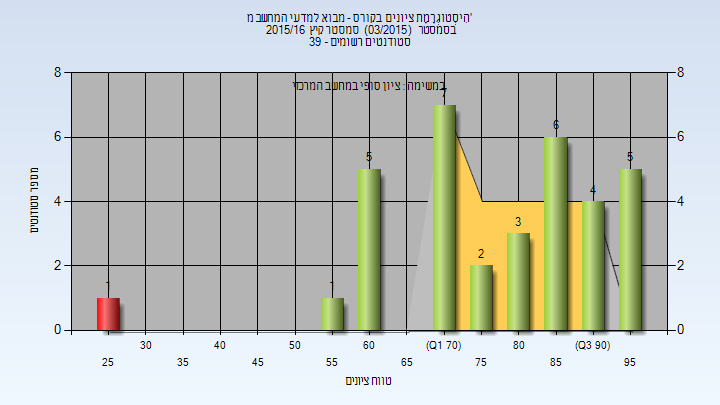 היסטוגרמת ציונים בקורס - מבוא למדעי המחשב מ'
בסמסטר (03/2015) סמסטר קיץ 2015/16
סטודנטים רשומים - 39
במשימה : ציון סופי במחשב המרכזי
מספר סטודנטים
8 8
6 6
4 4
2 2
0 0
1 1 5 7 2 3 6 4 5
30 40 50 60 (Q1 70) 80 (Q3 90)
25 35 45 55 65 75 85 95
טווח ציונים